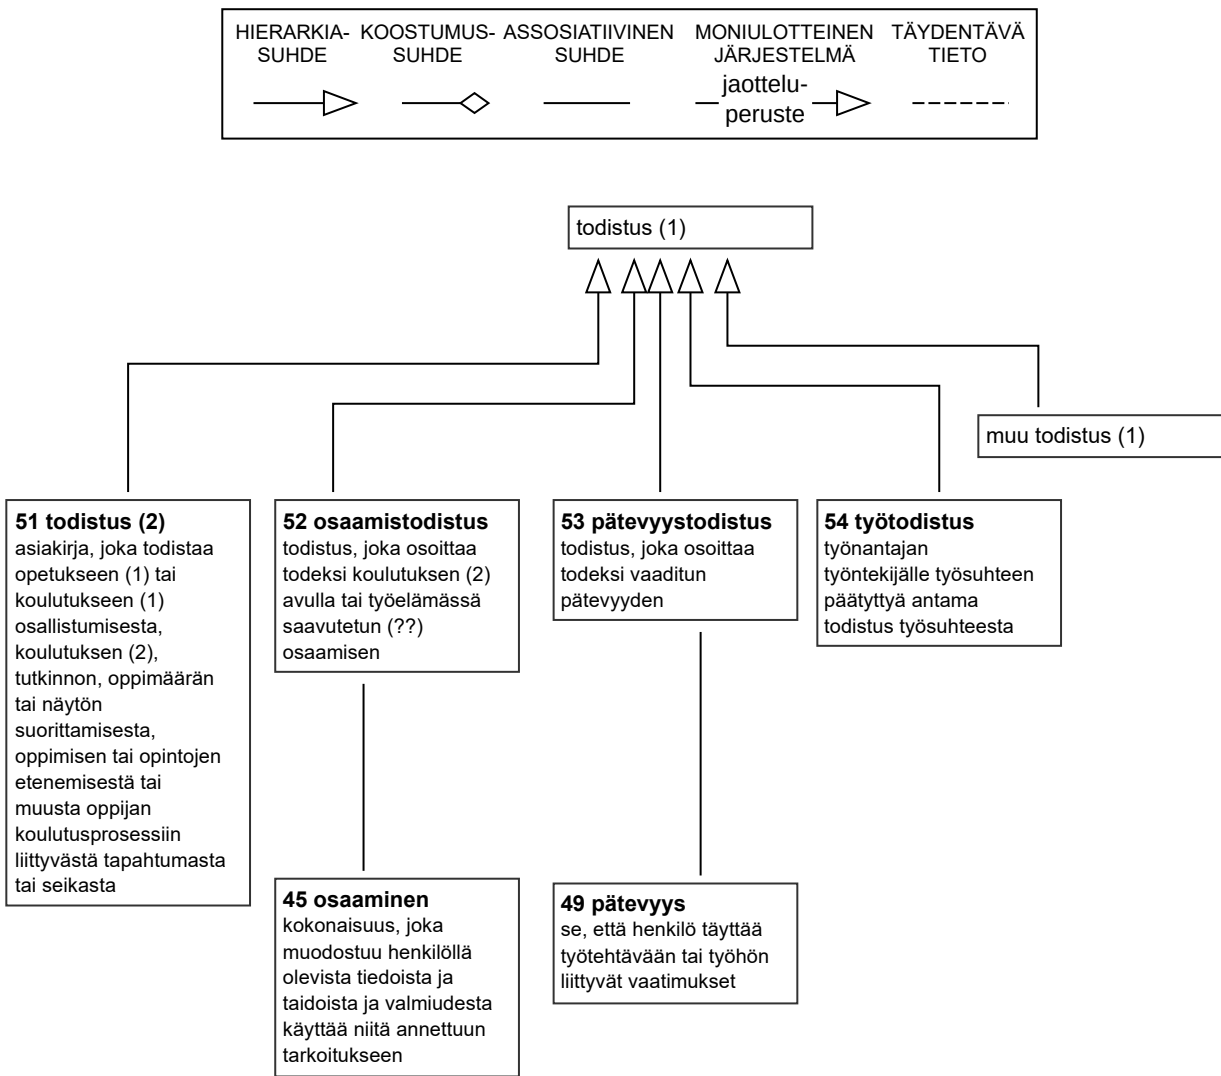 HIERARKIA-
SUHDE
KOOSTUMUS-
SUHDE
ASSOSIATIIVINEN
SUHDE
MONIULOTTEINEN
JÄRJESTELMÄ
jaottelu-
peruste
TÄYDENTÄVÄ
TIETO
todistus (1)
muu todistus (1)
51 todistus (2)
asiakirja, joka todistaa
opetukseen (1) tai
koulutukseen (1)
osallistumisesta,
koulutuksen (2),
tutkinnon, oppimäärän
tai näytön
suorittamisesta,
oppimisen tai opintojen
etenemisestä tai
muusta oppijan
koulutusprosessiin
liittyvästä tapahtumasta
tai seikasta
52 osaamistodistus
todistus, joka osoittaa
todeksi koulutuksen (2)
avulla tai työelämässä
saavutetun (??)
osaamisen
53 pätevyystodistus
todistus, joka osoittaa
todeksi vaaditun
pätevyyden
54 työtodistus
työnantajan
työntekijälle työsuhteen
päätyttyä antama
todistus työsuhteesta
45 osaaminen
kokonaisuus, joka
muodostuu henkilöllä
olevista tiedoista ja
taidoista ja valmiudesta
käyttää niitä annettuun
tarkoitukseen
49 pätevyys
se, että henkilö täyttää
työtehtävään tai työhön
liittyvät vaatimukset